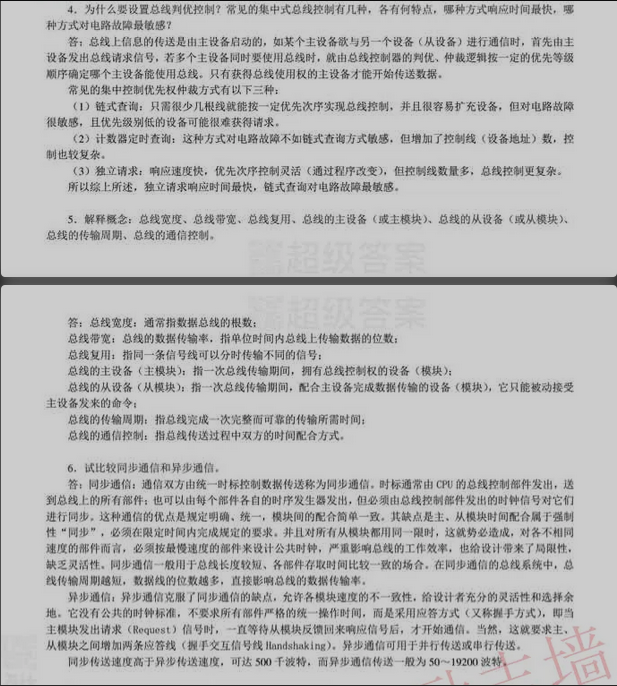 4．为什么要设置总线判优控制？常见的集中式总线控制有几种，各有何特点，哪种方式响应时间最快，哪
种方式对电路故障最敏感？
答：总线上信息的传送是由主设备启动的，如某个主设备欲与另一个设备（从设备）进行通信时，首先由主
设备发出总线请求信号，若多个主设备同时要使用总线时，就由总线控制器的判优、仲裁逻辑按一定的优先等级
顺序确定哪个主设备能使用总线。只有获得总线使用权的主设备才能开始传送数据。
常见的集中控制优先权仲裁方式有以下三种：
（1）链式查询：只需很少几根线就能按一定优先次序实现总线控制，并且很容易扩充设备，但对电路故障
很敏感，且优先级别低的设备可能很难获得请求。
（2）计数器定时查询：这种方式对电路故障不如链式查询方式敏感，但增加了控制线（设备地址）数，控
制也较复杂。
（3）独立请求：响应速度快，优先次序控制灵活（通过程序改变），但控制线数量多，总线控制更复杂。
所以综上所述，独立请求响应时间最快，链式查询对电路故障最敏感。
5．解释概念：总线宽度、总线带宽、总线复用、总线的主设备（或主模块）、总线的从设备（或从模块）、
总线的传输周期、总线的通信控制。
超级答案
超级答案
答：总线宽度：通常指数据总线的根数；
总线带宽：总线的数据传输率，指单位时间内总线上传输数据的位数；
总线复用：指同一条信号线可以分时传输不同的信号；
总线的主设备（主模块）：指一次总线传输期间，拥有总线控制权的设备（模块）；
总线的从设备（从模块）：指一次总线传输期间，配合主设备完成数据传输的设备（模块），它只能被动接受
主设备发来的命令；
总线的传输周期：指总线完成一次完整而可靠的传输所需时间；
总线的通信控制：指总线传送过程中双方的时间配合方式。
6．试比较同步通信和异步通信。
答：同步通信：通信双方由统一时标控制数据传送称为同步通信。时标通常由 CPU 的总线控制部件发出，送
到总线上的所有部件；也可以由每个部件各自的时序发生器发出，但必须由总线控制部件发出的时钟信号对它们
进行同步。这种通信的优点是规定明确、统一，模块间的配合简单一致。其缺点是主、从模块时间配合属于强制
性“同步”，必须在限定时间内完成规定的要求。并且对所有从模块都用同一限时，这就势必造成，对各不相同
速度的部件而言，必须按最慢速度的部件来设计公共时钟，严重影响总线的工作效率，也给设计带来了局限性，
缺乏灵活性。同步通信一般用于总线长度较短、各部件存取时间比较一致的场合。在同步通信的总线系统中，总
线传输周期越短，数据线的位数越多，直接影响总线的数据传输率。
异步通信：异步通信克服了同步通信的缺点，允许各模块速度的不一致性，给设计者充分的灵活性和选择余
地。它没有公共的时钟标准，不要求所有部件严格的统一操作时间，而是采用应答方式（又称握手方式），即当
主模块发出请求（Request）信号时，一直等待从模块反馈回来响应信号后，才开始通信。当然，这就要求主、
从模块之间增加两条应答线（握手交互信号线 Handshaking）。异步通信可用于并行传送或串行传送。
同步传送速度高于异步传送速度，可达 500 千波特，而异步通信传送一般为 50～19200 波特。
土墙